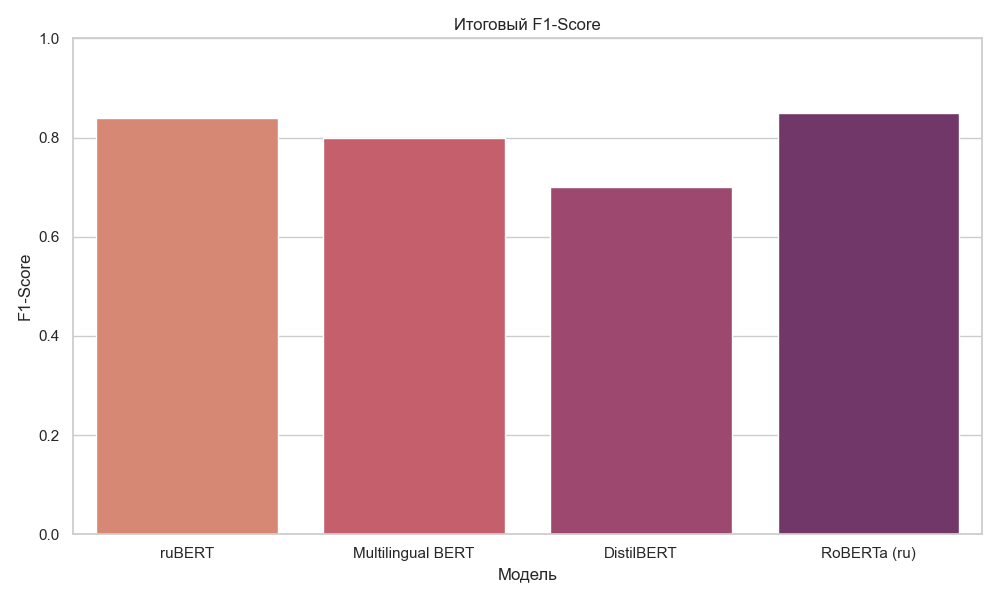 Итоговый F1-Score
1.0
0.8
0.6
0.4
0.2
0.0
F1-Score
ruBERT
Multilingual BERT
DistilBERT
RoBERTa (ru)
Модель